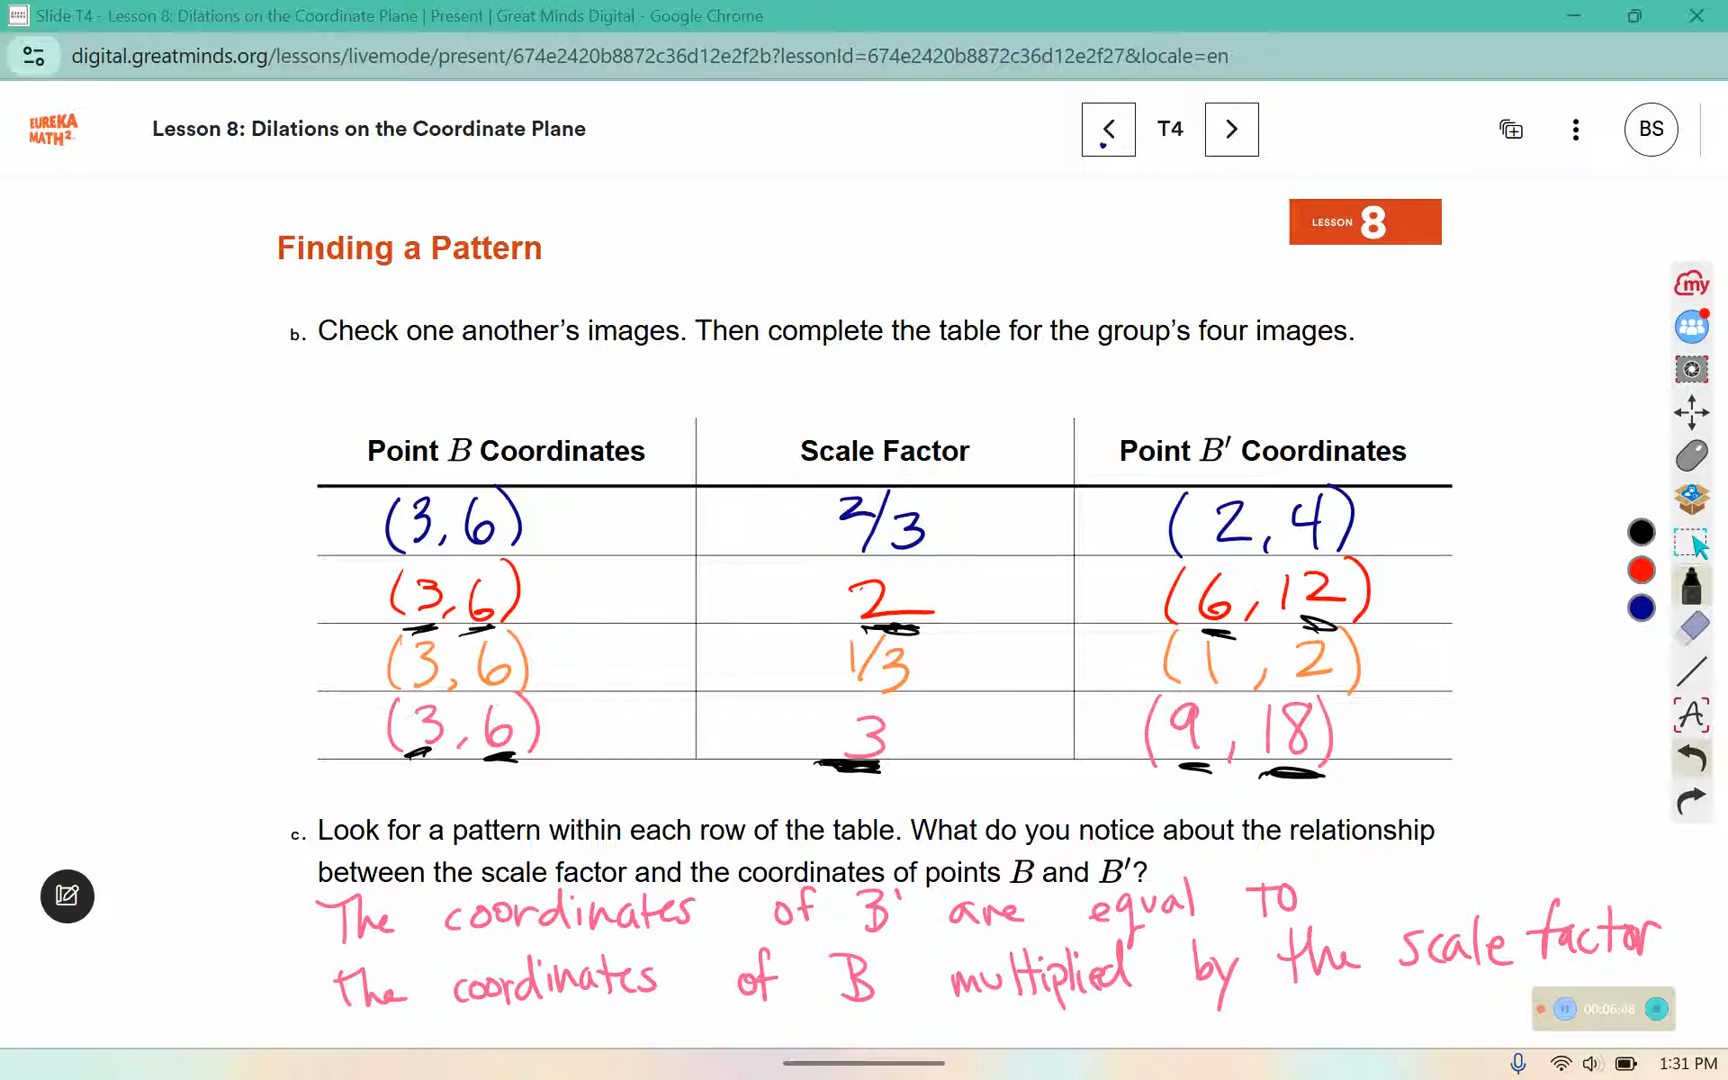 Slide T4 - Lesson 8: Dilations on the Coordinate Plane | Present | Great Minds Digital - Google Chrome
digital.greatminds.org/lessons/livemode/present/674e2420b8872c36d12e2f2b?lessonId=674e2420b8872c36d12e2f27&locale=en
EUREKA MATH²
Lesson 8: Dilations on the Coordinate Plane
T4
BS
LESSON 8
Finding a Pattern
b. Check one another's images. Then complete the table for the group's four images.
Point B Coordinates Scale Factor Point B′ Coordinates
(3,6) 2/3 (2,4)
(3,6) 2 (6,12)
(3,6) 1/3 (1,2)
(3,6) 3 (9,18)
c. Look for a pattern within each row of the table. What do you notice about the relationship
between the scale factor and the coordinates of points B and B′?
The coordinates of B' are equal to
the coordinates of B multiplied by the scale factor
my
A
00:06:48
1:31 PM